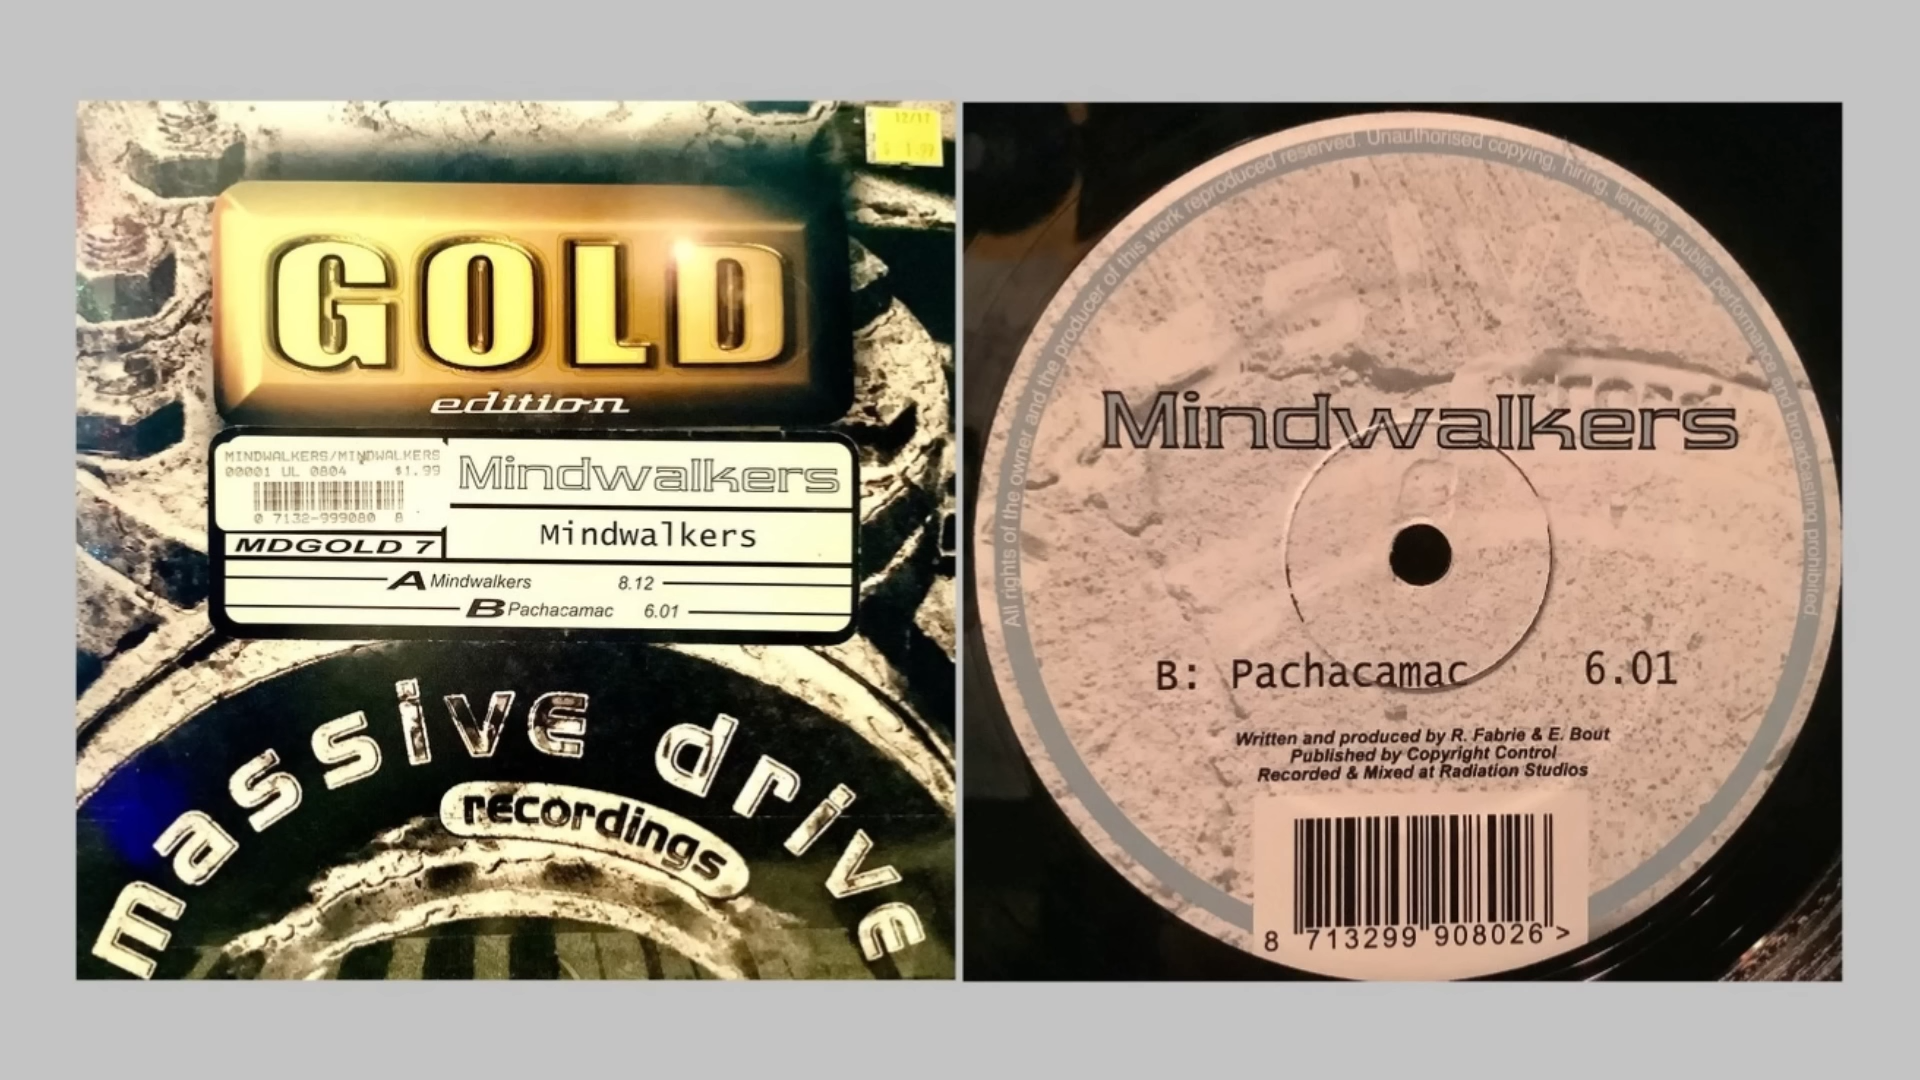 12/17
1.99
GOLD
edition
MINDWALKERS/MINDWALKERS
00001 UL 0804 $1.99
0 7132-999080 8
Mindwalkers
Mindwalkers
MDGOLD 7
A Mindwalkers 8.12
B Pachacamac 6.01
massive drive
recordings
All rights of the owner and the producer of this work reproduced reserved. Unauthorised copying, hiring, lending, public performance and broadcasting prohibited.
Mindwalkers
B: Pachacamac 6.01
Written and produced by R. Fabrie & E. Bout
Published by Copyright Control
Recorded & Mixed at Radiation Studios
8 713299 908026 >